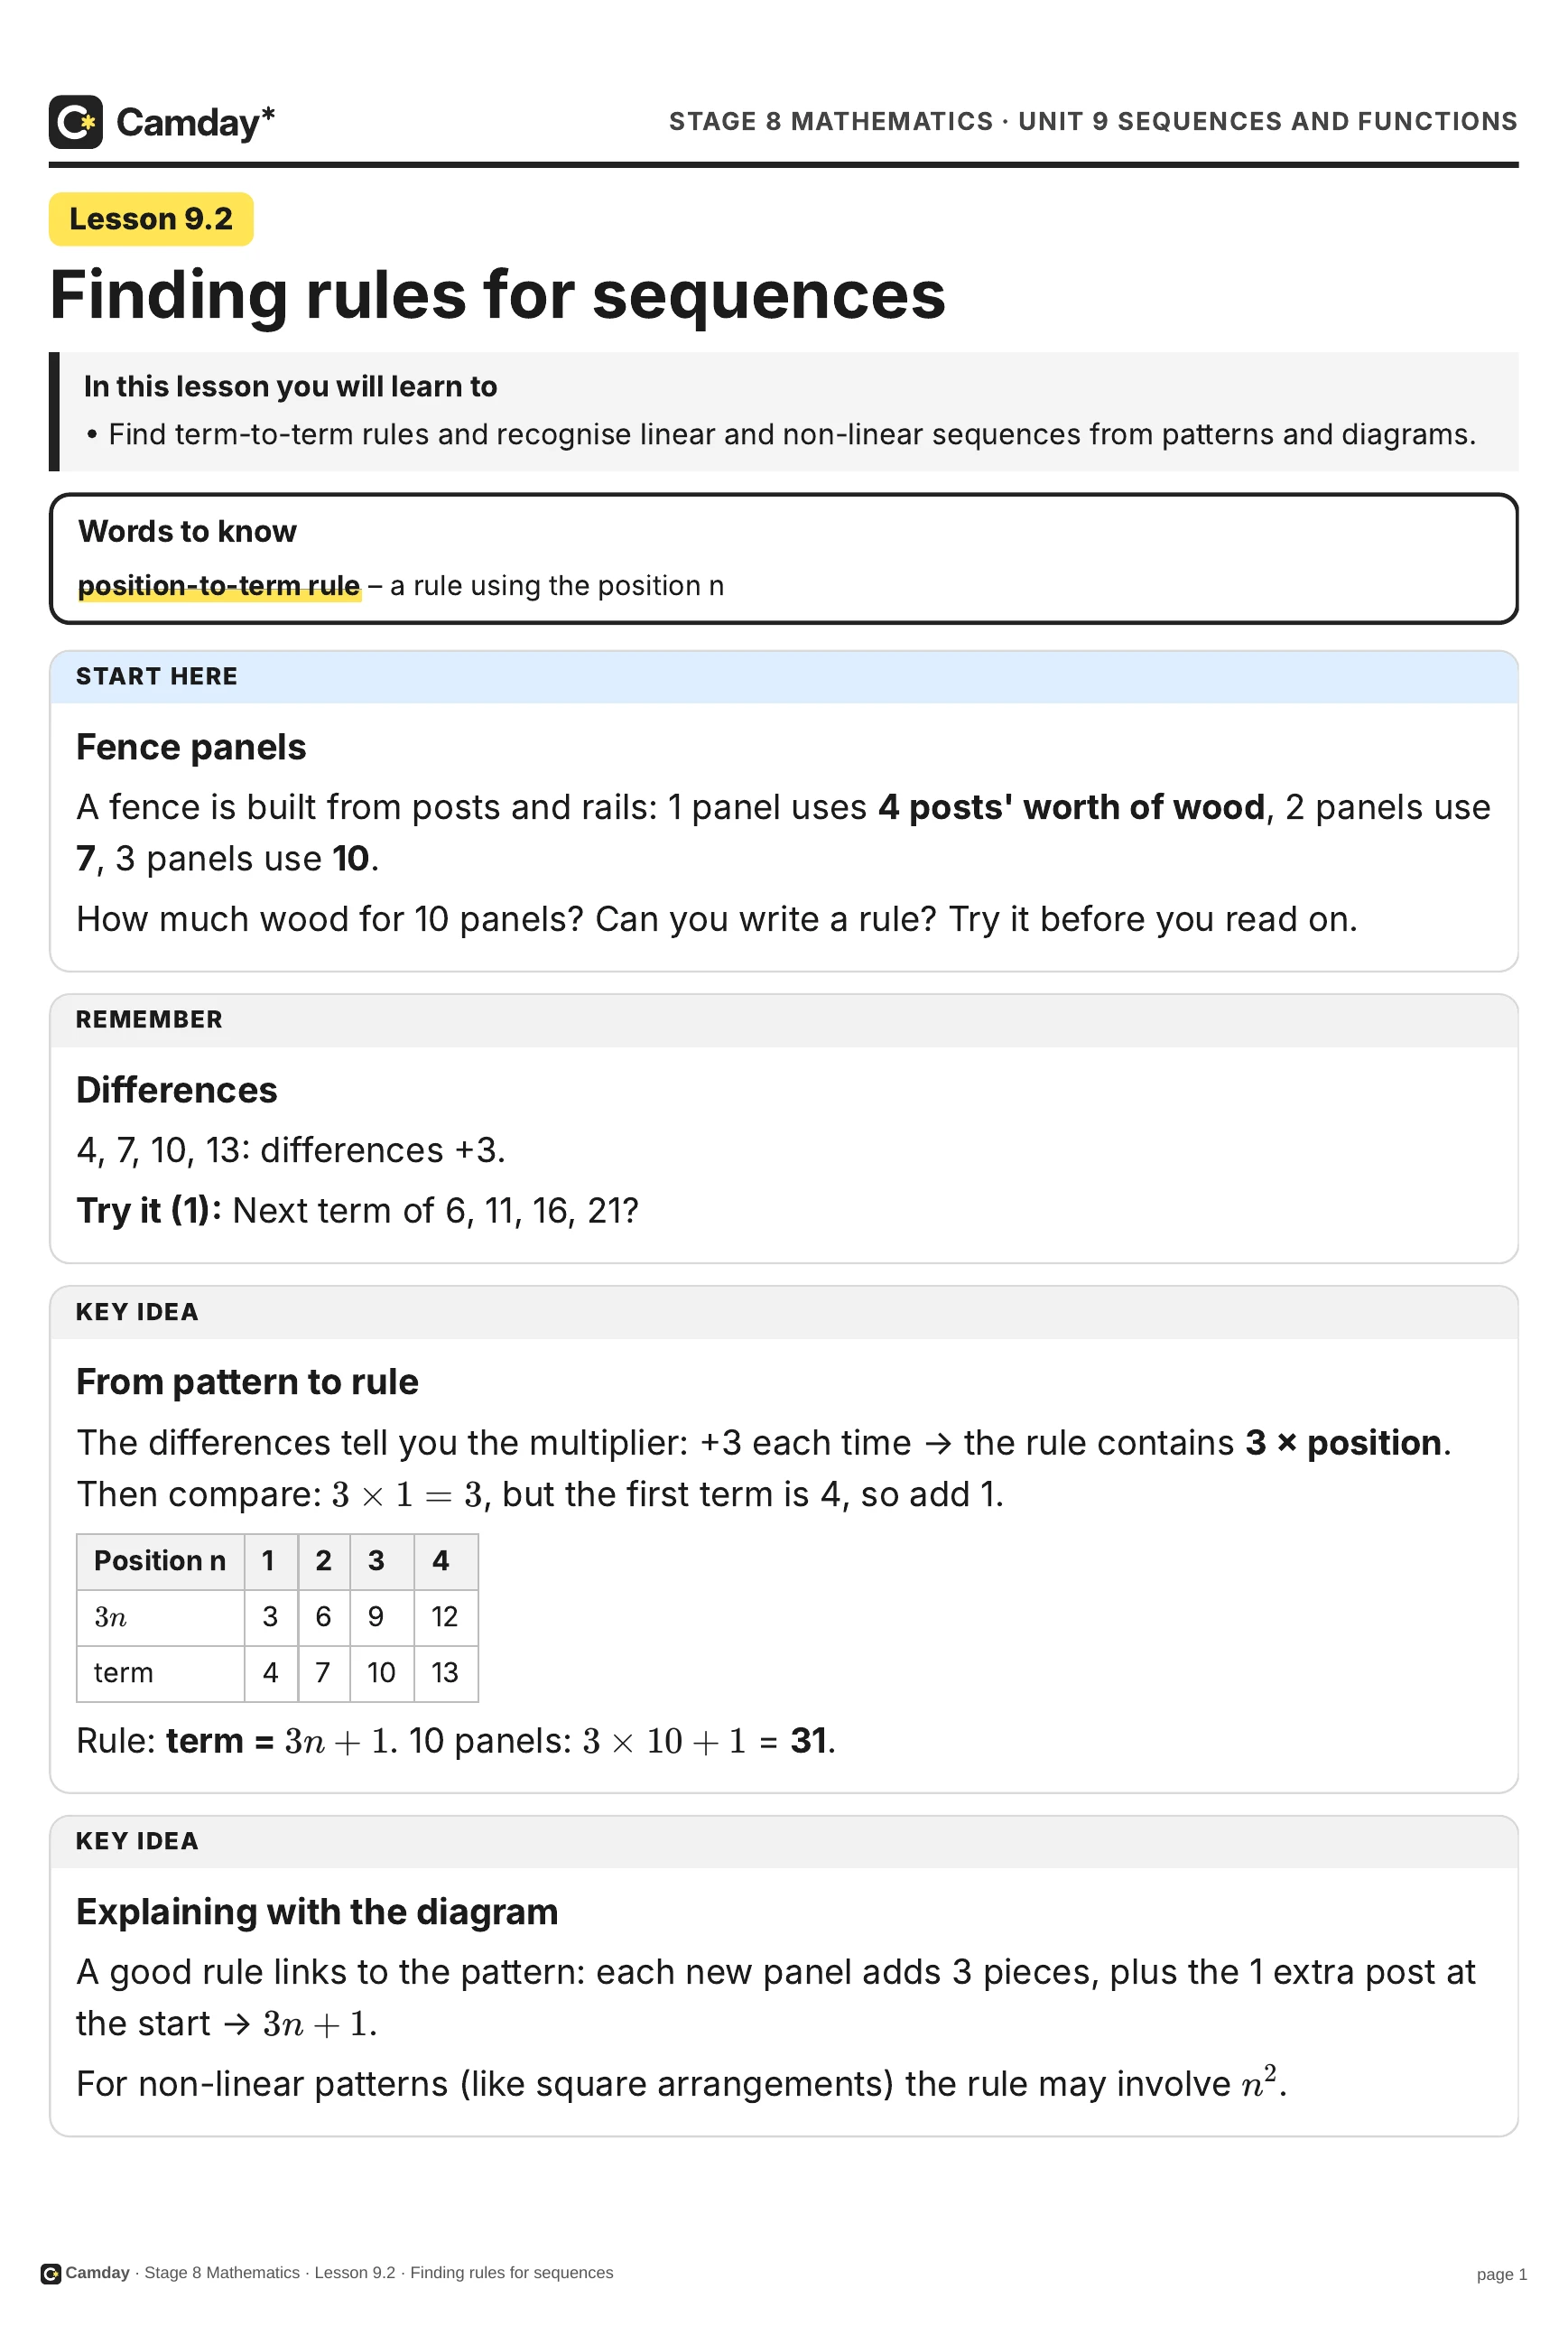 Camday*
STAGE 8 MATHEMATICS · UNIT 9 SEQUENCES AND FUNCTIONS
Lesson 9.2
Finding rules for sequences
In this lesson you will learn to
• Find term-to-term rules and recognise linear and non-linear sequences from patterns and diagrams.
Words to know
position-to-term rule – a rule using the position n
START HERE
Fence panels
A fence is built from posts and rails: 1 panel uses 4 posts' worth of wood, 2 panels use
7, 3 panels use 10.
How much wood for 10 panels? Can you write a rule? Try it before you read on.
REMEMBER
Differences
4, 7, 10, 13: differences +3.
Try it (1): Next term of 6, 11, 16, 21?
KEY IDEA
From pattern to rule
The differences tell you the multiplier: +3 each time → the rule contains 3 × position.
Then compare: 3 × 1 = 3, but the first term is 4, so add 1.
Position n 1 2 3 4
3n 3 6 9 12
term 4 7 10 13
Rule: term = 3n + 1. 10 panels: 3 × 10 + 1 = 31.
KEY IDEA
Explaining with the diagram
A good rule links to the pattern: each new panel adds 3 pieces, plus the 1 extra post at
the start → 3n + 1.
For non-linear patterns (like square arrangements) the rule may involve n².
Camday · Stage 8 Mathematics · Lesson 9.2 · Finding rules for sequences
page 1